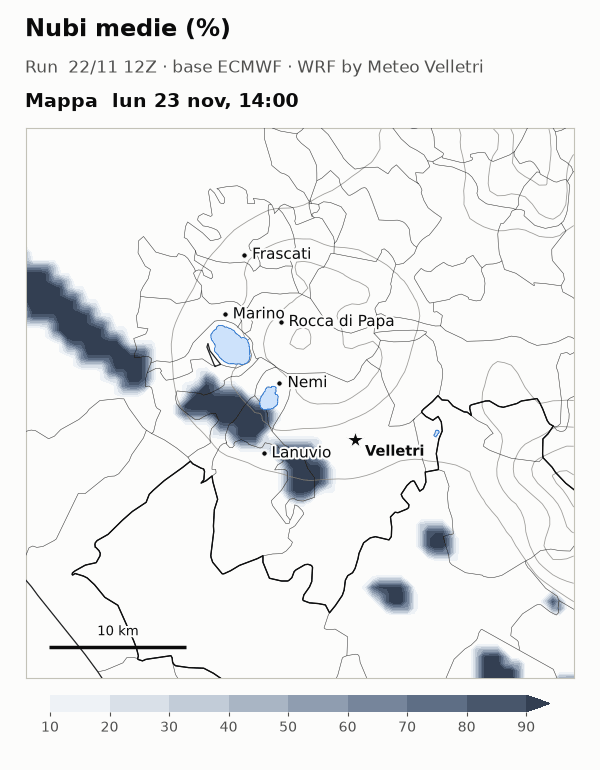 Nubi medie (%)
Run  22/11 12Z · base ECMWF · WRF by Meteo Velletri
Mappa  lun 23 nov, 14:00
Frascati
Marino
Rocca di Papa
Nemi
Velletri
Lanuvio
10 km
10 20 30 40 50 60 70 80 90